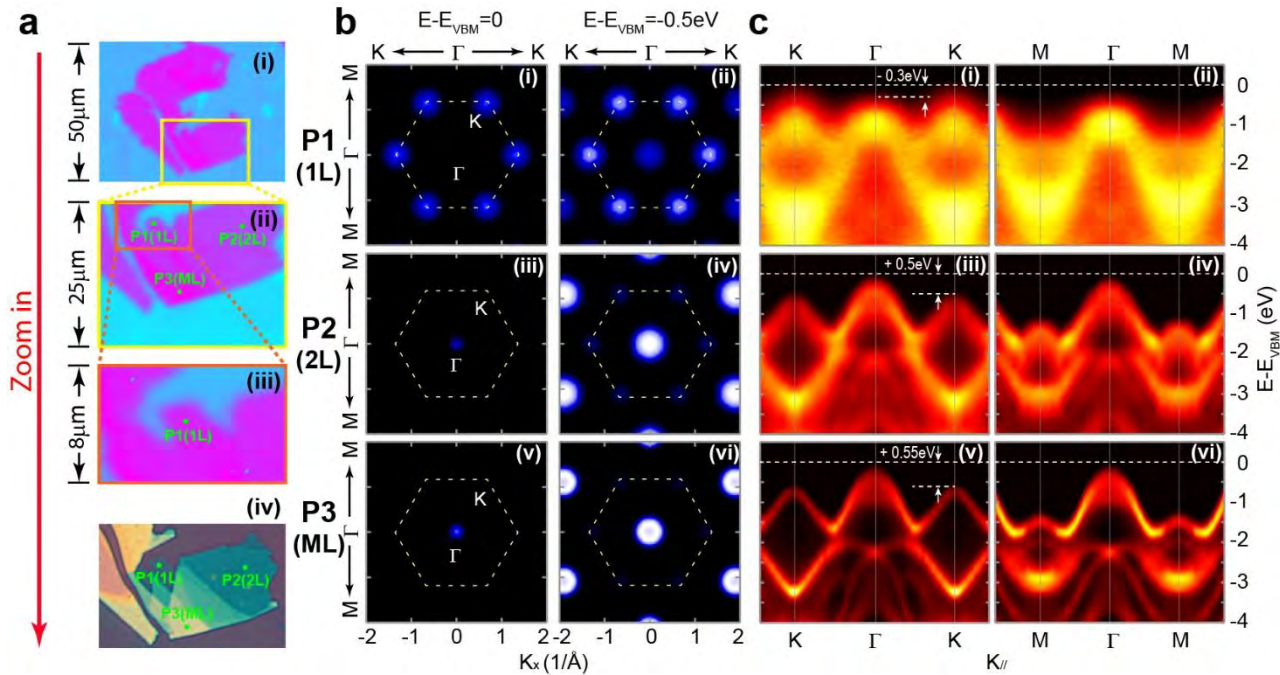 a
Zoom in
50μm
(i)
25μm
(ii)
P1(1L)
P2(2L)
P3(ML)
8μm
(iii)
P1(1L)
(iv)
P1(1L)
P2(2L)
P3(ML)
b
E-E_VBM=0
E-E_VBM=-0.5eV
K Γ K
K Γ K
P1
(1L)
P2
(2L)
P3
(ML)
M Γ M
(i)
K
Γ
(ii)
M Γ M
(iii)
K
Γ
(iv)
M Γ M
(v)
K
Γ
(vi)
-2 -1 0 1 2
-2 -1 0 1 2
Kx (1/Å)
c
K Γ K
M Γ M
(i)
- 0.3eV
(ii)
0
-1
-2
-3
-4
(iii)
+ 0.5eV
(iv)
0
-1
-2
-3
-4
(v)
+ 0.55eV
(vi)
0
-1
-2
-3
-4
E-E_VBM (eV)
K Γ K
M Γ M
K//